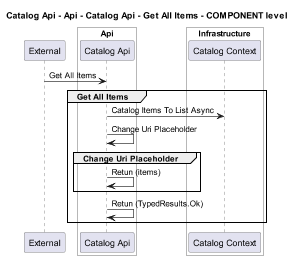 Catalog Api - Api - Catalog Api - Get All Items - COMPONENT level
Api
Infrastructure
External
Catalog Api
Catalog Context
Get All Items
Get All Items
Catalog Items To List Async
Change Uri Placeholder
Change Uri Placeholder
Retun (items)
Retun (TypedResults.Ok)
External
Catalog Api
Catalog Context